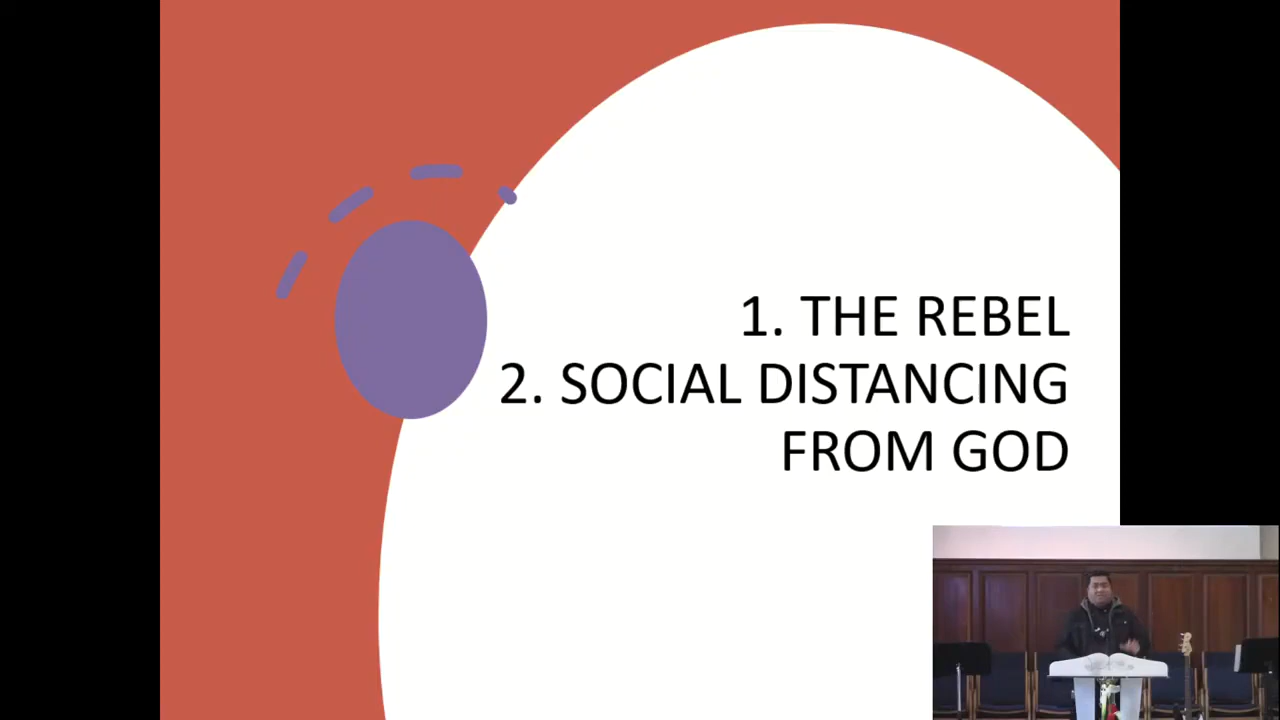 1. THE REBEL
2. SOCIAL DISTANCING
FROM GOD